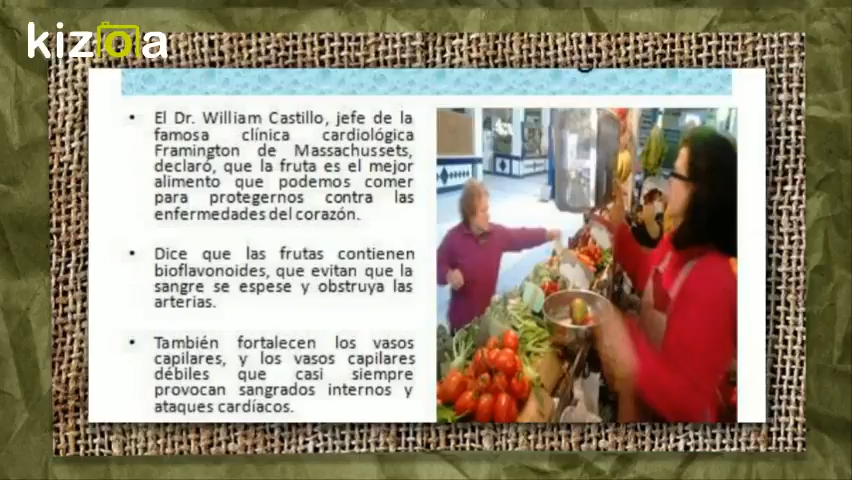 kizoa
• El Dr. William Castillo, jefe de la
famosa clínica cardiológica
Framington de Massachussets,
declaró, que la fruta es el mejor
alimento que podemos comer
para protegernos contra las
enfermedades del corazón.
• Dice que las frutas contienen
bioflavonoides, que evitan que la
sangre se espese y obstruya las
arterias.
• También fortalecen los vasos
capilares, y los vasos capilares
débiles que casi siempre
provocan sangrados internos y
ataques cardíacos.